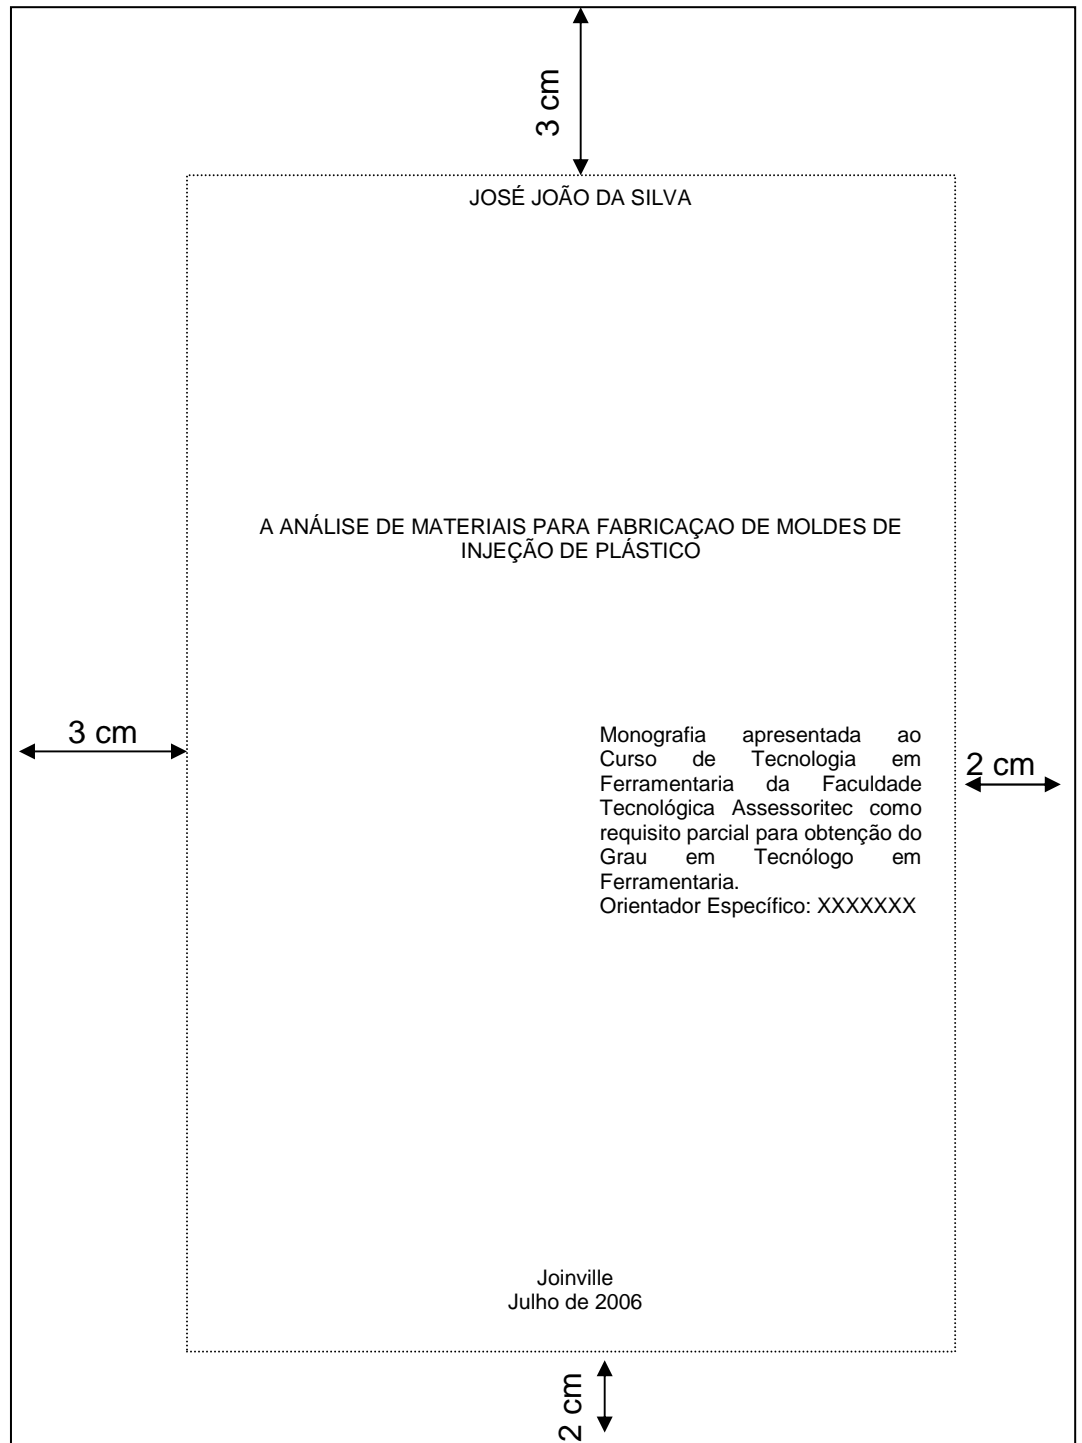 3 cm
JOSÉ JOÃO DA SILVA
A ANÁLISE DE MATERIAIS PARA FABRICAÇAO DE MOLDES DE
INJEÇÃO DE PLÁSTICO
3 cm
Monografia apresentada ao
Curso de Tecnologia em
Ferramentaria da Faculdade
Tecnológica Assessoritec como
requisito parcial para obtenção do
Grau em Tecnólogo em
Ferramentaria.
Orientador Específico: XXXXXXX
2 cm
Joinville
Julho de 2006
2 cm